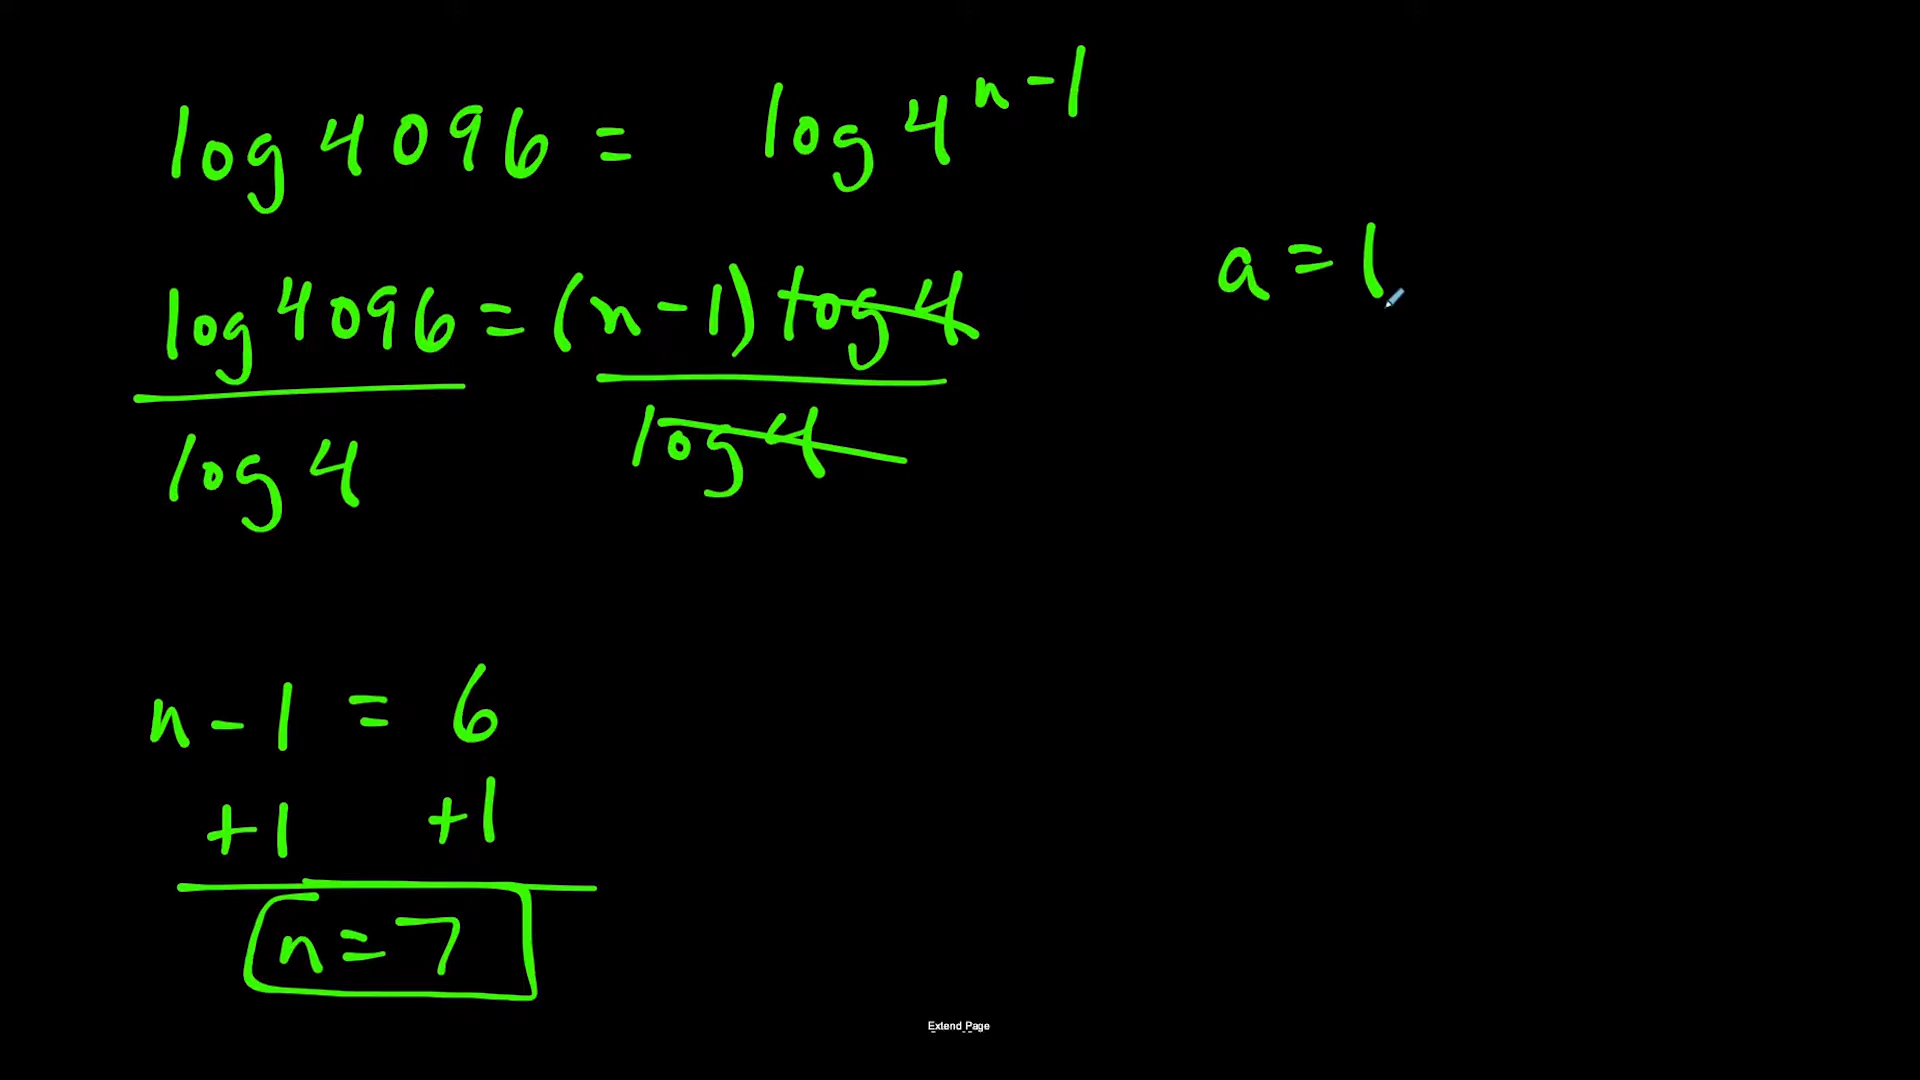 log 4096 = log 4^{n-1}
log 4096 = (n-1) log 4
log 4 log 4
a = 1
n - 1 = 6
+1 +1
n = 7
Extend Page